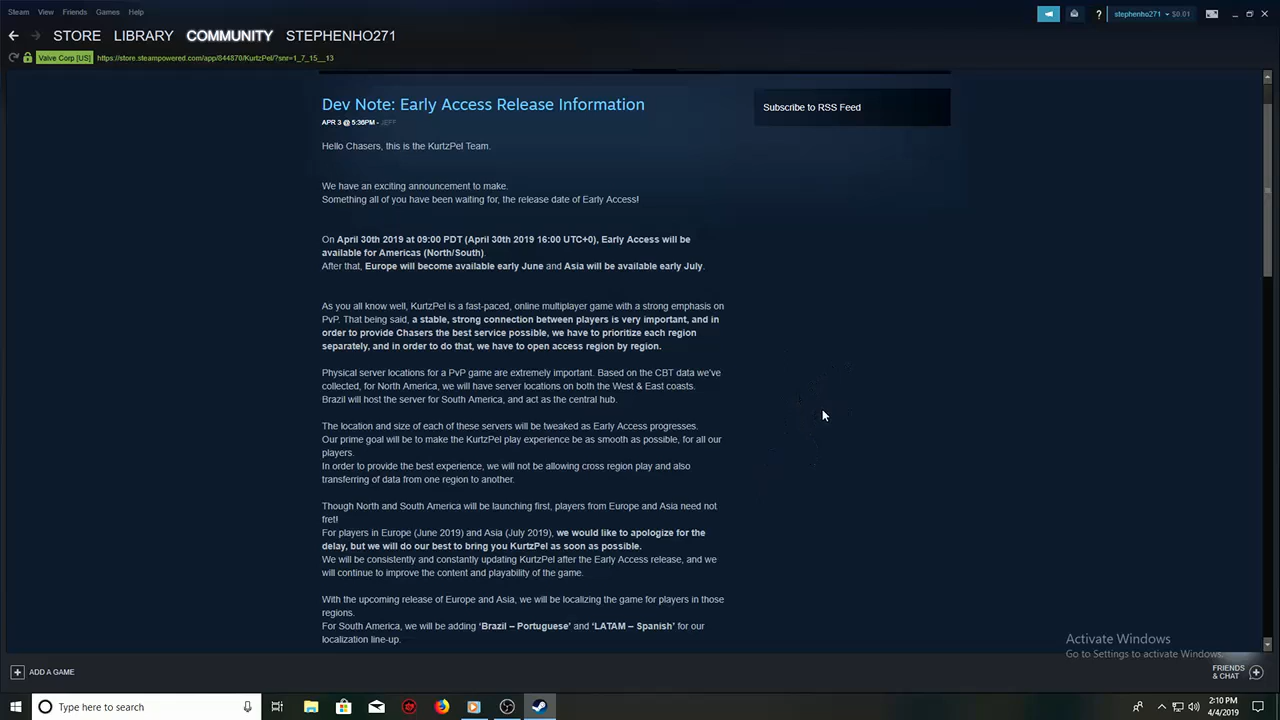 Steam View Friends Games Help
stephenho271 $0.01
STORE LIBRARY COMMUNITY STEPHENHO271
Valve Corp [US] https://store.steampowered.com/app/844870/KurtzPel/?snr=1_7_15__13
Dev Note: Early Access Release Information
APR 3 @ 5:36PM - JEFF
Subscribe to RSS Feed
Hello Chasers, this is the KurtzPel Team.
We have an exciting announcement to make.
Something all of you have been waiting for, the release date of Early Access!
On April 30th 2019 at 09:00 PDT (April 30th 2019 16:00 UTC+0), Early Access will be
available for Americas (North/South).
After that, Europe will become available early June and Asia will be available early July.
As you all know well, KurtzPel is a fast-paced, online multiplayer game with a strong emphasis on
PvP. That being said, a stable, strong connection between players is very important, and in
order to provide Chasers the best service possible, we have to prioritize each region
separately, and in order to do that, we have to open access region by region.
Physical server locations for a PvP game are extremely important. Based on the CBT data we've
collected, for North America, we will have server locations on both the West & East coasts.
Brazil will host the server for South America, and act as the central hub.
The location and size of each of these servers will be tweaked as Early Access progresses.
Our prime goal will be to make the KurtzPel play experience be as smooth as possible, for all our
players.
In order to provide the best experience, we will not be allowing cross region play and also
transferring of data from one region to another.
Though North and South America will be launching first, players from Europe and Asia need not
fret!
For players in Europe (June 2019) and Asia (July 2019), we would like to apologize for the
delay, but we will do our best to bring you KurtzPel as soon as possible.
We will be consistently and constantly updating KurtzPel after the Early Access release, and we
will continue to improve the content and playability of the game.
With the upcoming release of Europe and Asia, we will be localizing the game for players in those
regions.
For South America, we will be adding ‘Brazil – Portuguese’ and ‘LATAM – Spanish’ for our
localization line-up.
Activate Windows
Go to Settings to activate Windows.
ADD A GAME
FRIENDS
& CHAT
Type here to search
2:10 PM
4/4/2019